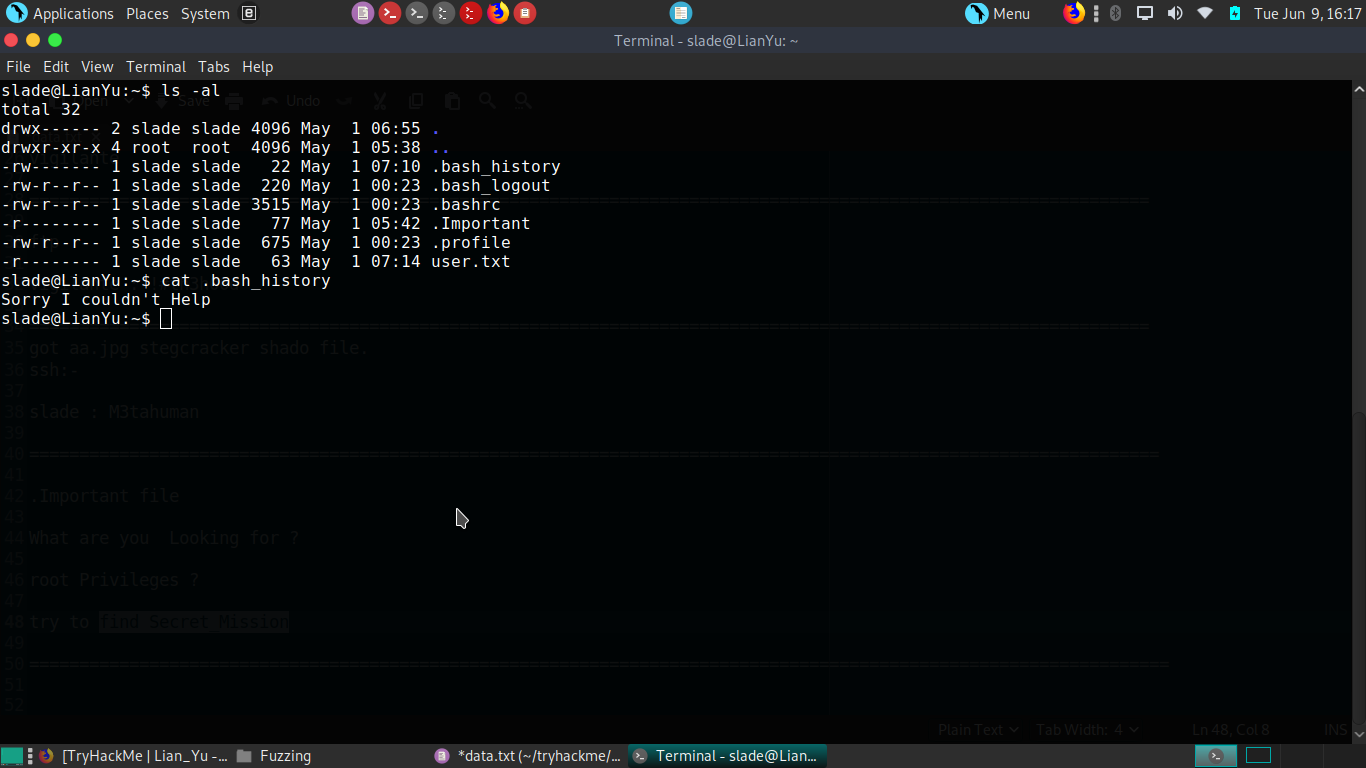 Applications Places System
Menu
Tue Jun 9, 16:17
Terminal - slade@LianYu: ~
File Edit View Terminal Tabs Help
slade@LianYu:~$ ls -al
total 32
drwx------ 2 slade slade 4096 May  1 06:55 .
drwxr-xr-x 4 root  root  4096 May  1 05:38 ..
-rw------- 1 slade slade   22 May  1 07:10 .bash_history
-rw-r--r-- 1 slade slade  220 May  1 00:23 .bash_logout
-rw-r--r-- 1 slade slade 3515 May  1 00:23 .bashrc
-r-------- 1 slade slade   77 May  1 05:42 .Important
-rw-r--r-- 1 slade slade  675 May  1 00:23 .profile
-r-------- 1 slade slade   63 May  1 07:14 user.txt
slade@LianYu:~$ cat .bash_history
Sorry I couldn't Help
slade@LianYu:~$
Open Save Undo
35 got aa.jpg stegcracker shado file.
36 ssh:-
37
38 slade : M3tahuman
39
40
41
42 .Important file
43
44 What are you  Looking for ?
45
46 root Privileges ?
47
48 try to find Secret_Mission
49
50
51
52
Plain Text Tab Width: 4 Ln 48, Col 8 INS
[TryHackMe | Lian_Yu -... Fuzzing *data.txt (~/tryhackme/... Terminal - slade@Lian...